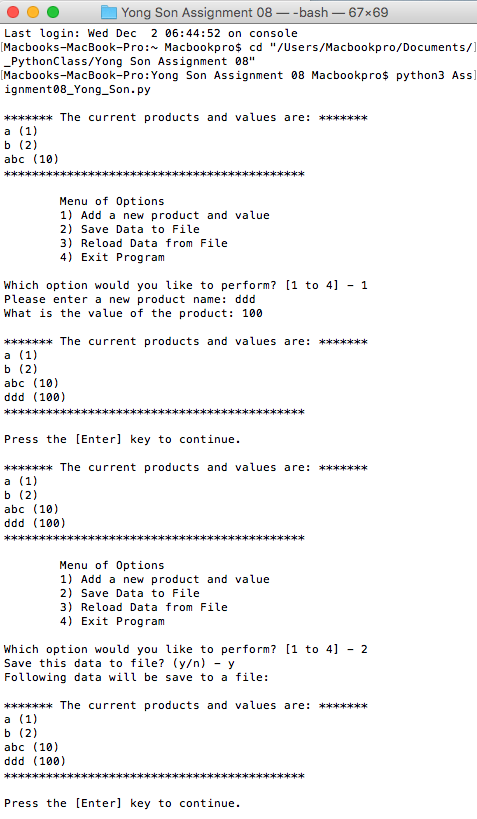 Yong Son Assignment 08 — -bash — 67×69
Last login: Wed Dec  2 06:44:52 on console
[Macbooks-MacBook-Pro:~ Macbookpro$ cd "/Users/Macbookpro/Documents/]
_PythonClass/Yong Son Assignment 08"
[Macbooks-MacBook-Pro:Yong Son Assignment 08 Macbookpro$ python3 Ass]
ignment08_Yong_Son.py
******* The current products and values are: *******
a (1)
b (2)
abc (10)
*******************************************
Menu of Options
1) Add a new product and value
2) Save Data to File
3) Reload Data from File
4) Exit Program
Which option would you like to perform? [1 to 4] - 1
Please enter a new product name: ddd
What is the value of the product: 100
******* The current products and values are: *******
a (1)
b (2)
abc (10)
ddd (100)
*******************************************
Press the [Enter] key to continue.
******* The current products and values are: *******
a (1)
b (2)
abc (10)
ddd (100)
*******************************************
Menu of Options
1) Add a new product and value
2) Save Data to File
3) Reload Data from File
4) Exit Program
Which option would you like to perform? [1 to 4] - 2
Save this data to file? (y/n) - y
Following data will be save to a file:
******* The current products and values are: *******
a (1)
b (2)
abc (10)
ddd (100)
*******************************************
Press the [Enter] key to continue.